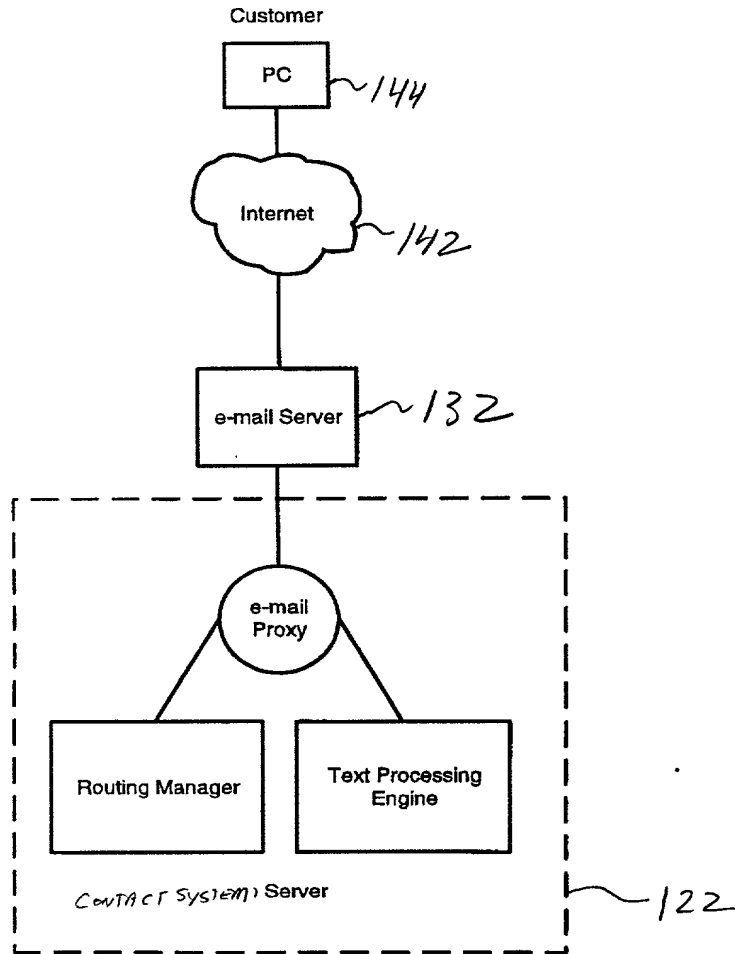 Customer
PC
144
Internet
142
e-mail Server
132
e-mail
Proxy
Routing Manager
Text Processing
Engine
CONTACT SYSTEM Server
122